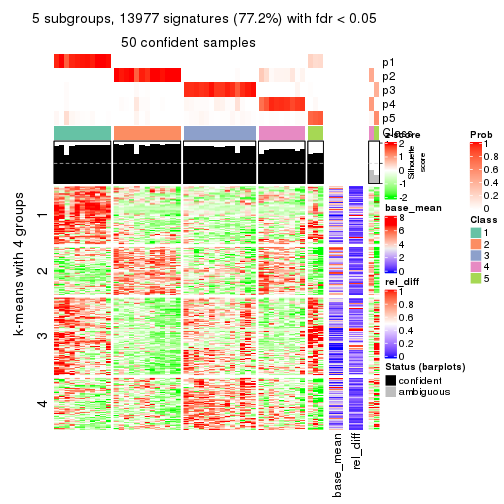 5 subgroups, 13977 signatures (77.2%) with fdr < 0.05
50 confident samples
p1
p2
p3
p4
p5
Class
z-score
2
1
0
-1
-2
Silhouette
score
Prob
1
0.8
0.6
0.4
0.2
0
k-means with 4 groups
1
2
3
4
base_mean
8
6
4
2
0
Class
1
2
3
4
5
rel_diff
1
0.8
0.6
0.4
0.2
0
Status (barplots)
confident
ambiguous
base_mean
rel_diff